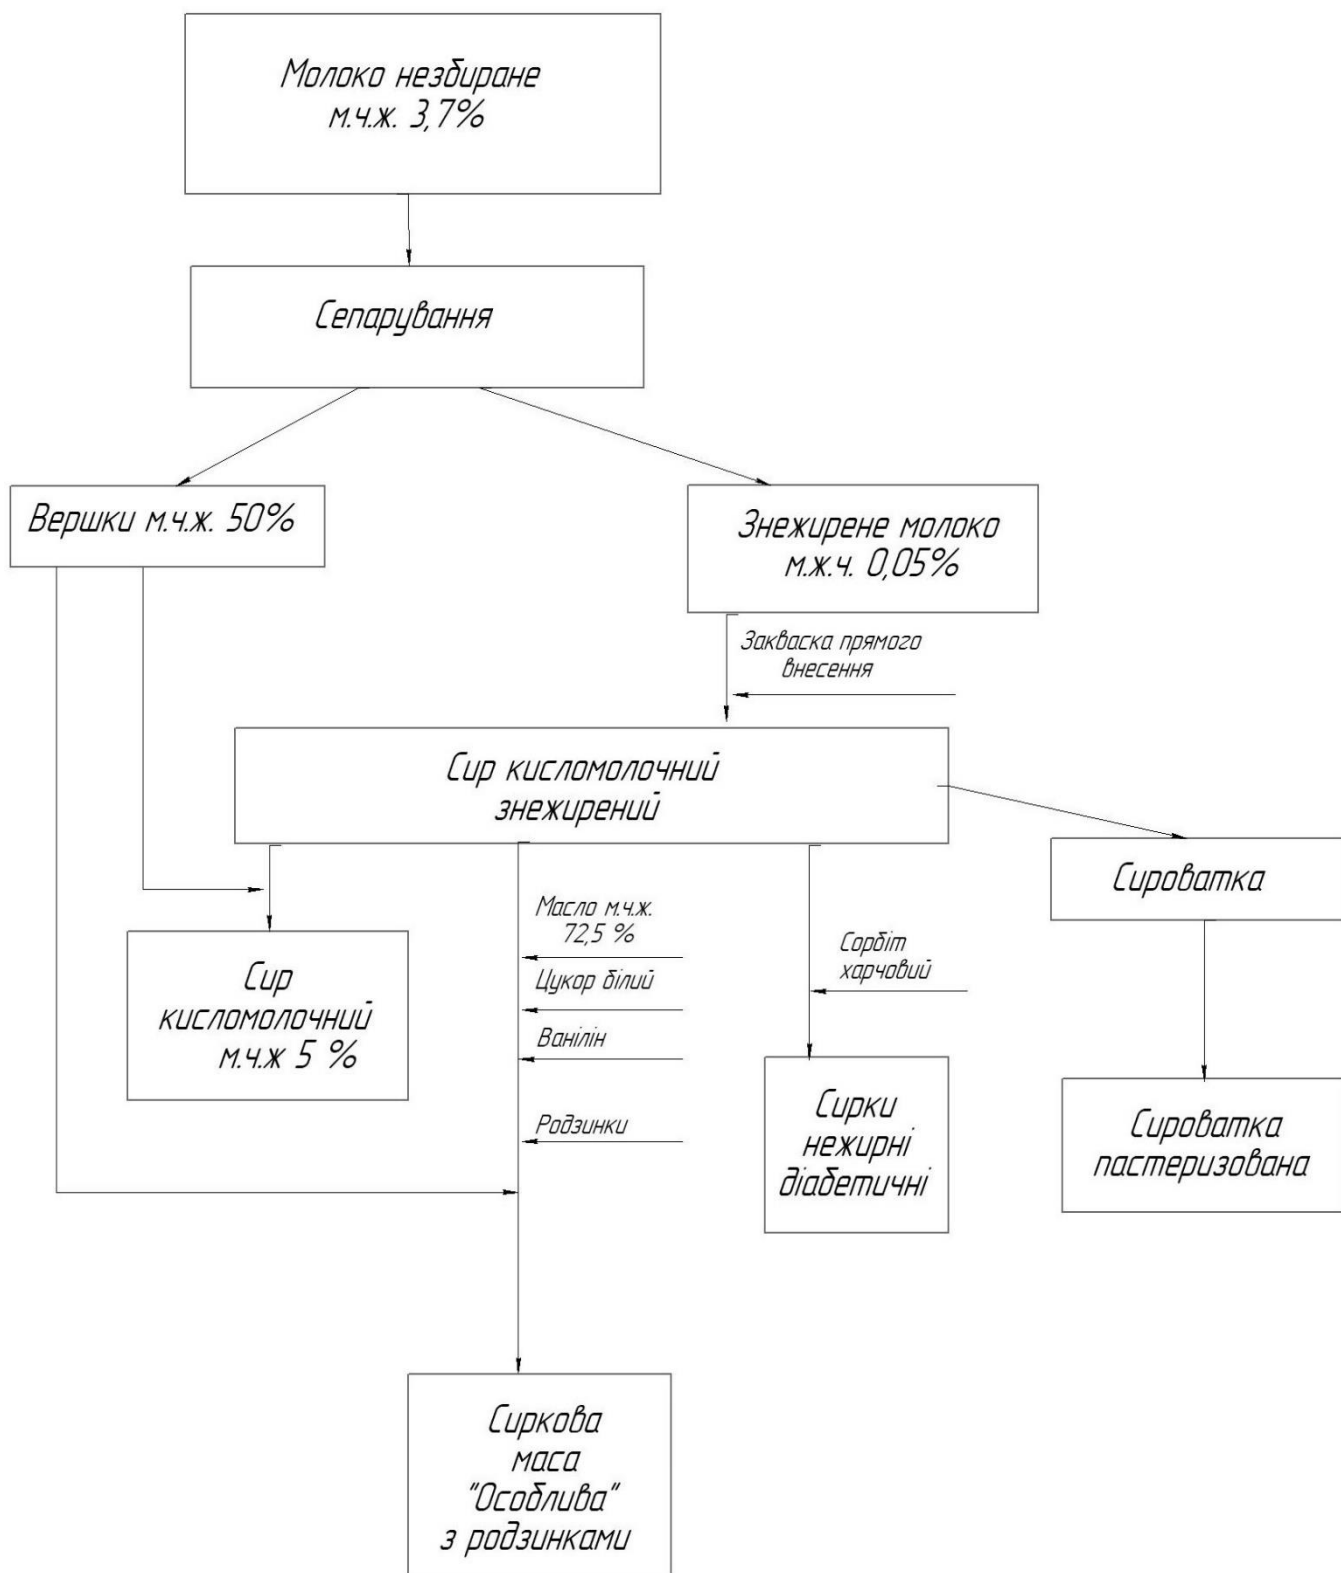 Молоко незбиране
м.ч.ж. 3,7%
Сепарування
Вершки м.ч.ж. 50%
Знежирене молоко
м.ж.ч. 0,05%
Закваска прямого
внесення
Сир кисломолочний
знежирений
Сироватка
Масло м.ч.ж.
72,5 %
Цукор білий
Ванілін
Родзинки
Сорбіт
харчовий
Сир
кисломолочний
м.ч.ж 5 %
Сирки
нежирні
діабетичні
Сироватка
пастеризована
Сиркова
маса
"Особлива"
з родзинками